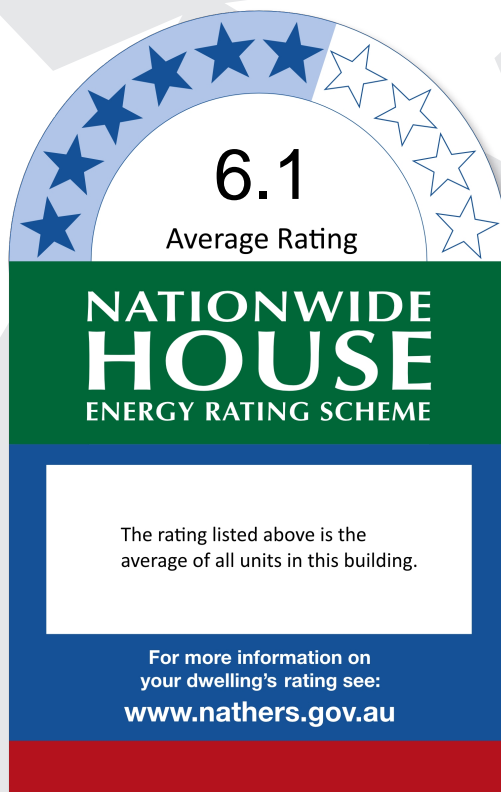 6.1
Average Rating
NATIONWIDE
HOUSE
ENERGY RATING SCHEME
The rating listed above is the
average of all units in this building.
For more information on
your dwelling's rating see:
www.nathers.gov.au